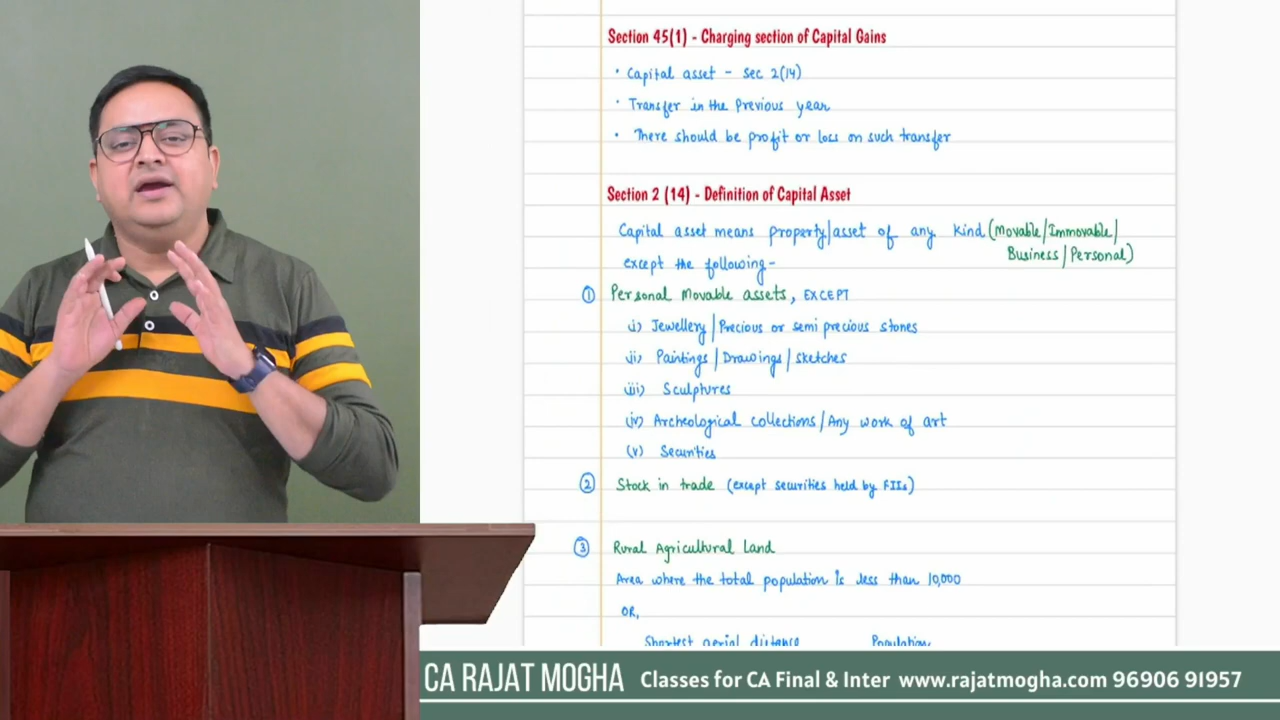 Section 45(1) - Charging section of Capital Gains
• Capital asset - Sec 2(14)
• Transfer in the Previous year
• There should be profit or loss on such transfer
Section 2 (14) - Definition of Capital Asset
Capital asset means property/asset of any kind (Movable/Immovable/
Business/Personal)
except the following-
① Personal Movable assets, EXCEPT
i) Jewellery/Precious or semi precious stones
ii) Paintings/Drawings/sketches
iii) Sculptures
(iv) Archeological collections/Any work of art
(v) Securities
② Stock in trade (except securities held by FIIs)
③ Rural Agricultural Land
Area where the total population is less than 10,000
OR,
Shortest aerial distance Population
CA RAJAT MOGHA Classes for CA Final & Inter www.rajatmogha.com 96906 91957